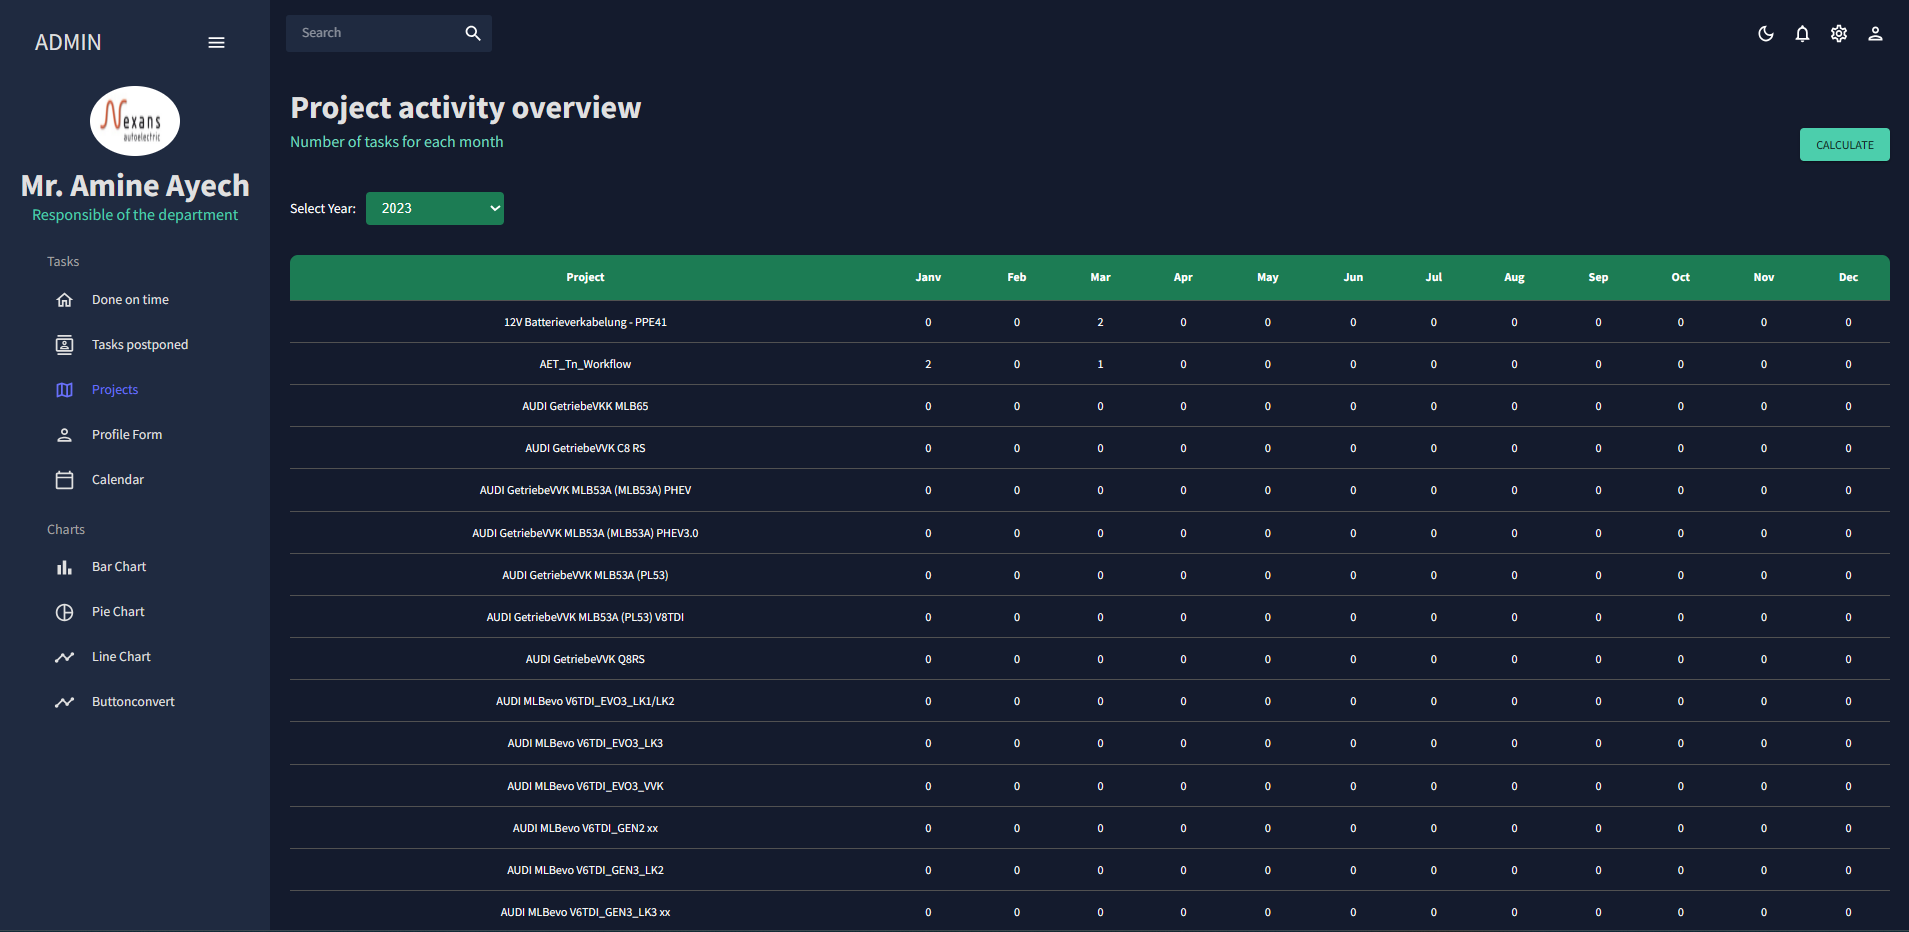 ADMIN
Nexans
autoelectric
Mr. Amine Ayech
Responsible of the department
Tasks
Done on time
Tasks postponed
Projects
Profile Form
Calendar
Charts
Bar Chart
Pie Chart
Line Chart
Buttonconvert
Search
Project activity overview
Number of tasks for each month
CALCULATE
Select Year: 2023
Project Janv Feb Mar Apr May Jun Jul Aug Sep Oct Nov Dec
12V Batterieverkabelung - PPE41 0 0 2 0 0 0 0 0 0 0 0 0
AET_Tn_Workflow 2 0 1 0 0 0 0 0 0 0 0 0
AUDI GetriebeVKK MLB65 0 0 0 0 0 0 0 0 0 0 0 0
AUDI GetriebeVVK C8 RS 0 0 0 0 0 0 0 0 0 0 0 0
AUDI GetriebeVVK MLB53A (MLB53A) PHEV 0 0 0 0 0 0 0 0 0 0 0 0
AUDI GetriebeVVK MLB53A (MLB53A) PHEV3.0 0 0 0 0 0 0 0 0 0 0 0 0
AUDI GetriebeVVK MLB53A (PL53) 0 0 0 0 0 0 0 0 0 0 0 0
AUDI GetriebeVVK MLB53A (PL53) V8TDI 0 0 0 0 0 0 0 0 0 0 0 0
AUDI GetriebeVVK Q8RS 0 0 0 0 0 0 0 0 0 0 0 0
AUDI MLBevo V6TDI_EVO3_LK1/LK2 0 0 0 0 0 0 0 0 0 0 0 0
AUDI MLBevo V6TDI_EVO3_LK3 0 0 0 0 0 0 0 0 0 0 0 0
AUDI MLBevo V6TDI_EVO3_VVK 0 0 0 0 0 0 0 0 0 0 0 0
AUDI MLBevo V6TDI_GEN2 xx 0 0 0 0 0 0 0 0 0 0 0 0
AUDI MLBevo V6TDI_GEN3_LK2 0 0 0 0 0 0 0 0 0 0 0 0
AUDI MLBevo V6TDI_GEN3_LK3 xx 0 0 0 0 0 0 0 0 0 0 0 0